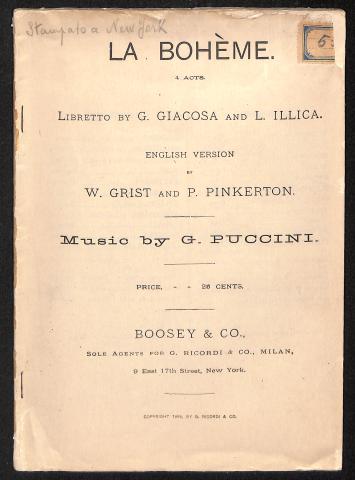 Stampato a New York
LA BOHÈME.
4 ACTS.
LIBRETTO BY G. GIACOSA AND L. ILLICA.
ENGLISH VERSION
BY
W. GRIST AND P. PINKERTON.
Music by G. PUCCINI.
PRICE, - - 26 CENTS.
BOOSEY & CO.,
SOLE AGENTS FOR G. RICORDI & CO., MILAN,
9 East 17th Street, New York.
COPYRIGHT BY G. RICORDI & CO.